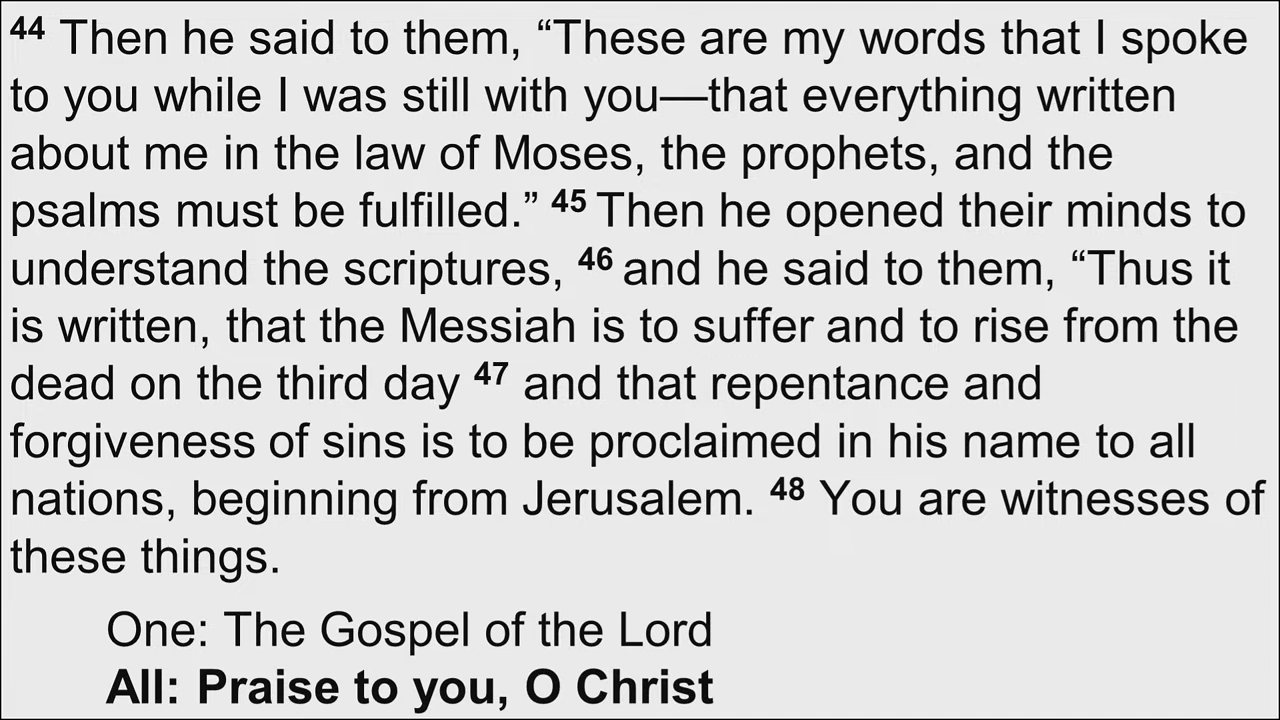 44 Then he said to them, “These are my words that I spoke
to you while I was still with you—that everything written
about me in the law of Moses, the prophets, and the
psalms must be fulfilled.” 45 Then he opened their minds to
understand the scriptures, 46 and he said to them, “Thus it
is written, that the Messiah is to suffer and to rise from the
dead on the third day 47 and that repentance and
forgiveness of sins is to be proclaimed in his name to all
nations, beginning from Jerusalem. 48 You are witnesses of
these things.
One: The Gospel of the Lord
All: Praise to you, O Christ